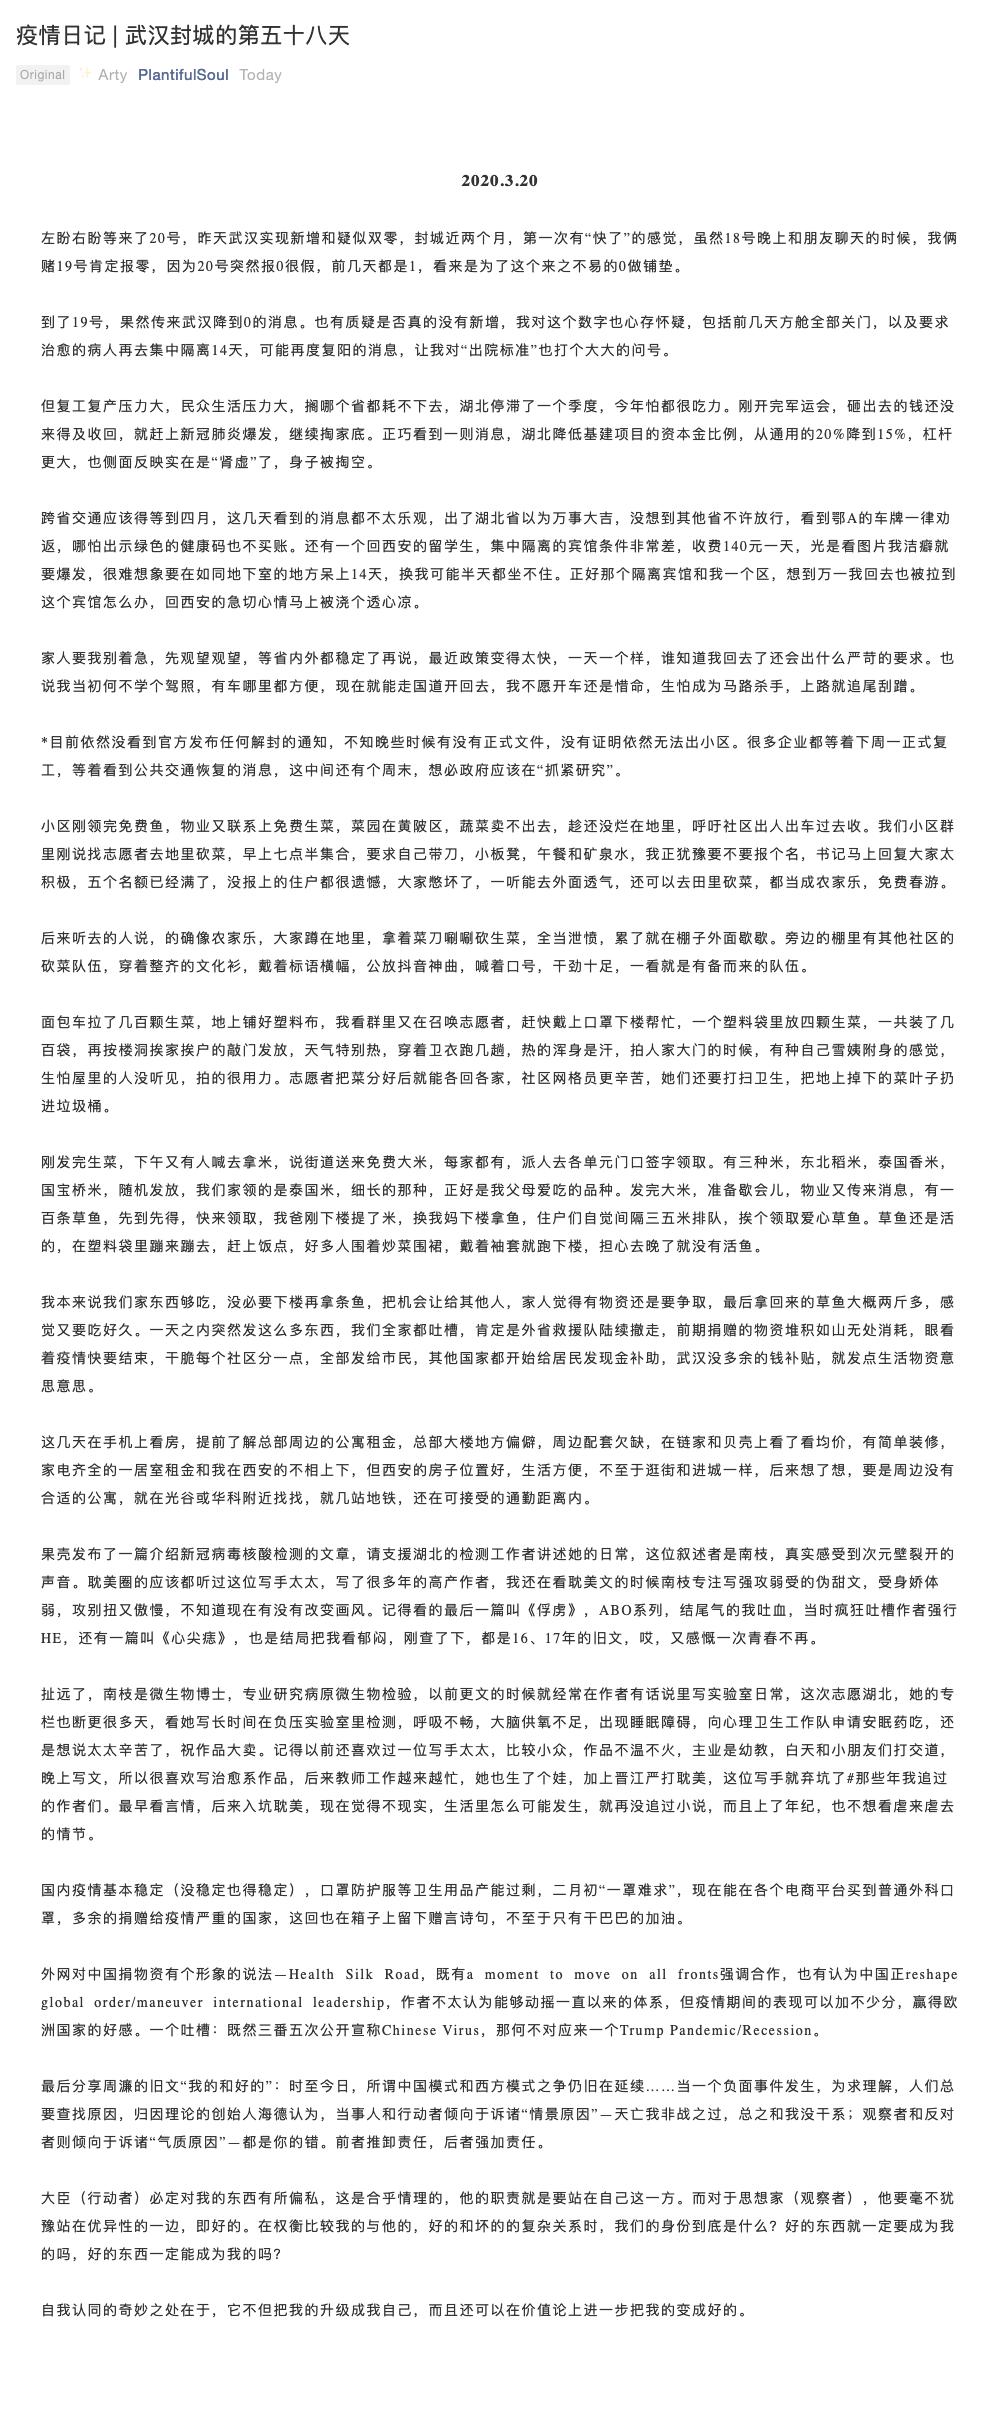 疫情日记 | 武汉封城的第五十八天
Original ✨ Arty PlantifulSoul Today
2020.3.20
左盼右盼等来了20号，昨天武汉实现新增和疑似双零，封城近两个月，第一次有“快了”的感觉，虽然18号晚上和朋友聊天的时候，我俩
赌19号肯定报零，因为20号突然报0很假，前几天都是1，看来是为了这个来之不易的0做铺垫。
到了19号，果然传来武汉降到0的消息。也有质疑是否真的没有新增，我对这个数字也心存怀疑，包括前几天方舱全部关门，以及要求
治愈的病人再去集中隔离14天，可能再度复阳的消息，让我对“出院标准”也打个大大的问号。
但复工复产压力大，民众生活压力大，搁哪个省都耗不下去，湖北停滞了一个季度，今年怕都很吃力。刚开完军运会，砸出去的钱还没
来得及收回，就赶上新冠肺炎爆发，继续掏家底。正巧看到一则消息，湖北降低基建项目的资本金比例，从通用的20%降到15%，杠杆
更大，也侧面反映实在是“肾虚”了，身子被掏空。
跨省交通应该得等到四月，这几天看到的消息都不太乐观，出了湖北省以为万事大吉，没想到其他省不许放行，看到鄂A的车牌一律劝
返，哪怕出示绿色的健康码也不买账。还有一个回西安的留学生，集中隔离的宾馆条件非常差，收费140元一天，光是看图片我洁癖就
要爆发，很难想象要在如同地下室的地方呆上14天，换我可能半天都坐不住。正好那个隔离宾馆和我一个区，想到万一我回去也被拉到
这个宾馆怎么办，回西安的急切心情马上被浇个透心凉。
家人要我别着急，先观望观望，等省内外都稳定了再说，最近政策变得太快，一天一个样，谁知道我回去了还会出什么严苛的要求。也
说我当初何不学个驾照，有车哪里都方便，现在就能走国道开回去，我不愿开车还是惜命，生怕成为马路杀手，上路就追尾刮蹭。
*目前依然没看到官方发布任何解封的通知，不知晚些时候有没有正式文件，没有证明依然无法出小区。很多企业都等着下周一正式复
工，等着看到公共交通恢复的消息，这中间还有个周末，想必政府应该在“抓紧研究”。
小区刚领完免费鱼，物业又联系上免费生菜，菜园在黄陂区，蔬菜卖不出去，趁还没烂在地里，呼吁社区出人出车过去收。我们小区群
里刚说找志愿者去地里砍菜，早上七点半集合，要求自己带刀，小板凳，午餐和矿泉水，我正犹豫要不要报个名，书记马上回复大家太
积极，五个名额已经满了，没报上的住户都很遗憾，大家憋坏了，一听能去外面透气，还可以去田里砍菜，都当成农家乐，免费春游。
后来听去的人说，的确像农家乐，大家蹲在地里，拿着菜刀唰唰砍生菜，全当泄愤，累了就在棚子外面歇歇。旁边的棚里有其他社区的
砍菜队伍，穿着整齐的文化衫，戴着标语横幅，公放抖音神曲，喊着口号，干劲十足，一看就是有备而来的队伍。
面包车拉了几百颗生菜，地上铺好塑料布，我看群里又在召唤志愿者，赶快戴上口罩下楼帮忙，一个塑料袋里放四颗生菜，一共装了几
百袋，再按楼洞挨家挨户的敲门发放，天气特别热，穿着卫衣跑几趟，热的浑身是汗，拍人家大门的时候，有种自己雪姨附身的感觉，
生怕屋里的人没听见，拍的很用力。志愿者把菜分好后就能各回各家，社区网格员更辛苦，她们还要打扫卫生，把地上掉下的菜叶子扔
进垃圾桶。
刚发完生菜，下午又有人喊去拿米，说街道送来免费大米，每家都有，派人去各单元门口签字领取。有三种米，东北稻米，泰国香米，
国宝桥米，随机发放，我们家领的是泰国米，细长的那种，正好是我父母爱吃的品种。发完大米，准备歇会儿，物业又传来消息，有一
百条草鱼，先到先得，快来领取，我爸刚下楼提了米，换我妈下楼拿鱼，住户们自觉间隔三五米排队，挨个领取爱心草鱼。草鱼还是活
的，在塑料袋里蹦来蹦去，赶上饭点，好多人围着炒菜围裙，戴着袖套就跑下楼，担心去晚了就没有活鱼。
我本来说我们家东西够吃，没必要下楼再拿条鱼，把机会让给其他人，家人觉得有物资还是要争取，最后拿回来的草鱼大概两斤多，感
觉又要吃好久。一天之内突然发这么多东西，我们全家都吐槽，肯定是外省救援队陆续撤走，前期捐赠的物资堆积如山无处消耗，眼看
着疫情快要结束，干脆每个社区分一点，全部发给市民，其他国家都开始给居民发现金补助，武汉没多余的钱补贴，就发点生活物资意
思意思。
这几天在手机上看房，提前了解总部周边的公寓租金，总部大楼地方偏僻，周边配套欠缺，在链家和贝壳上看了看均价，有简单装修，
家电齐全的一居室租金和我在西安的不相上下，但西安的房子位置好，生活方便，不至于逛街和进城一样，后来想了想，要是周边没有
合适的公寓，就在光谷或华科附近找找，就几站地铁，还在可接受的通勤距离内。
果壳发布了一篇介绍新冠病毒核酸检测的文章，请支援湖北的检测工作者讲述她的日常，这位叙述者是南枝，真实感受到次元壁裂开的
声音。耽美圈的应该都听过这位写手太太，写了很多年的高产作者，我还在看耽美文的时候南枝专注写强攻弱受的伪甜文，受身娇体
弱，攻别扭又傲慢，不知道现在有没有改变画风。记得看的最后一篇叫《俘虏》，ABO系列，结尾气的我吐血，当时疯狂吐槽作者强行
HE，还有一篇叫《心尖痣》，也是结局把我看郁闷，刚查了下，都是16、17年的旧文，哎，又感慨一次青春不再。
扯远了，南枝是微生物博士，专业研究病原微生物检验，以前更文的时候就经常在作者有话说里写实验室日常，这次志愿湖北，她的专
栏也断更很多天，看她写长时间在负压实验室里检测，呼吸不畅，大脑供氧不足，出现睡眠障碍，向心理卫生工作队申请安眠药吃，还
是想说太太辛苦了，祝作品大卖。记得以前还喜欢过一位写手太太，比较小众，作品不温不火，主业是幼教，白天和小朋友们打交道，
晚上写文，所以很喜欢写治愈系作品，后来教师工作越来越忙，她也生了个娃，加上晋江严打耽美，这位写手就弃坑了#那些年我追过
的作者们。最早看言情，后来入坑耽美，现在觉得不现实，生活里怎么可能发生，就再没追过小说，而且上了年纪，也不想看虐来虐去
的情节。
国内疫情基本稳定（没稳定也得稳定），口罩防护服等卫生用品产能过剩，二月初“一罩难求”，现在能在各个电商平台买到普通外科口
罩，多余的捐赠给疫情严重的国家，这回也在箱子上留下赠言诗句，不至于只有干巴巴的加油。
外网对中国捐物资有个形象的说法—Health Silk Road，既有a moment to move on all fronts强调合作，也有认为中国正reshape
global order/maneuver international leadership，作者不太认为能够动摇一直以来的体系，但疫情期间的表现可以加不少分，赢得欧
洲国家的好感。一个吐槽：既然三番五次公开宣称Chinese Virus，那何不对应来一个Trump Pandemic/Recession。
最后分享周濂的旧文“我的和好的”：时至今日，所谓中国模式和西方模式之争仍旧在延续……当一个负面事件发生，为求理解，人们总
要查找原因，归因理论的创始人海德认为，当事人和行动者倾向于诉诸“情景原因”—天亡我非战之过，总之和我没干系；观察者和反对
者则倾向于诉诸“气质原因”—都是你的错。前者推卸责任，后者强加责任。
大臣（行动者）必定对我的东西有所偏私，这是合乎情理的，他的职责就是要站在自己这一方。而对于思想家（观察者），他要毫不犹
豫站在优异性的一边，即好的。在权衡比较我的与他的，好的和坏的的复杂关系时，我们的身份到底是什么？好的东西就一定要成为我
的吗，好的东西一定能成为我的吗？
自我认同的奇妙之处在于，它不但把我的升级成我自己，而且还可以在价值论上进一步把我的变成好的。